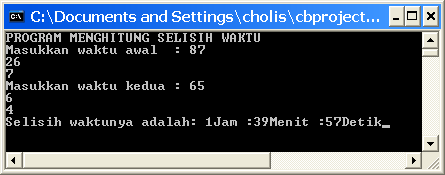 C:\Documents and Settings\cholis\cbproject...
PROGRAM MENGHITUNG SELISIH WAKTU
Masukkan waktu awal  : 87
26
7
Masukkan waktu kedua : 65
6
4
Selisih waktunya adalah: 1Jam :39Menit :57Detik_